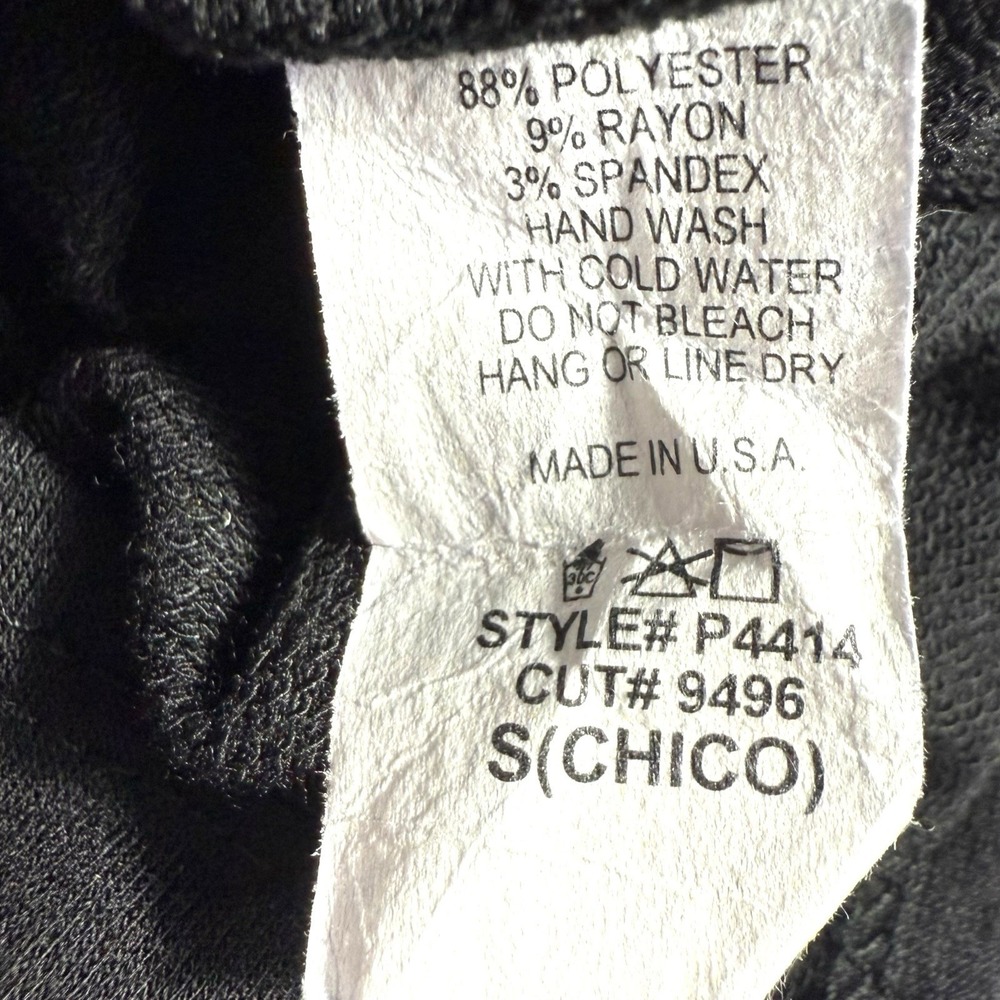 88% POLYESTER
9% RAYON
3% SPANDEX
HAND WASH
WITH COLD WATER
DO NOT BLEACH
HANG OR LINE DRY
MADE IN U.S.A.
30C
STYLE# P4414
CUT# 9496
S(CHICO)